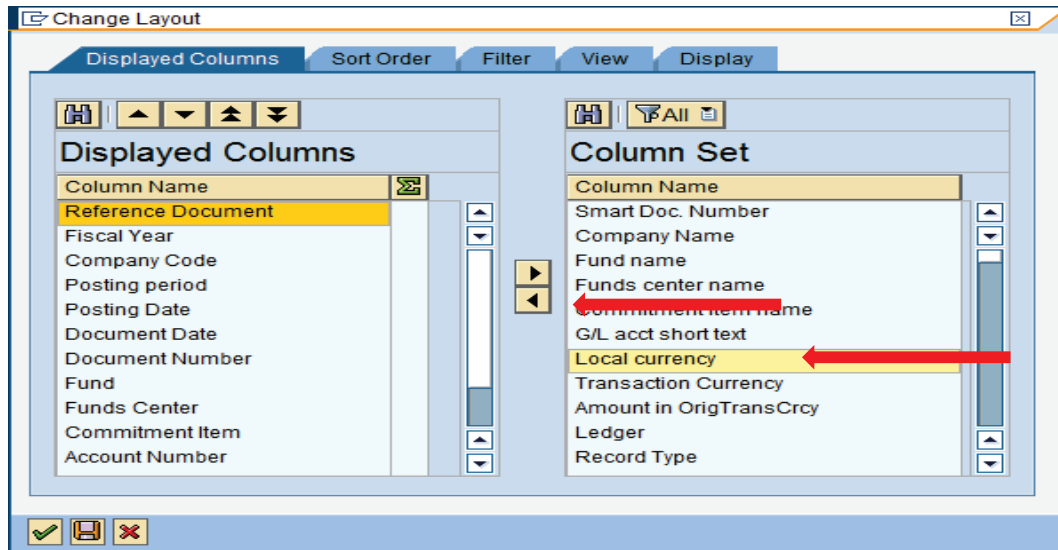 Change Layout
Displayed Columns
Sort Order
Filter
View
Display
All
Displayed Columns
Column Name
Reference Document
Fiscal Year
Company Code
Posting period
Posting Date
Document Date
Document Number
Fund
Funds Center
Commitment Item
Account Number
Column Set
Column Name
Smart Doc. Number
Company Name
Fund name
Funds center name
Commitment item name
G/L acct short text
Local currency
Transaction Currency
Amount in OrigTransCrcy
Ledger
Record Type